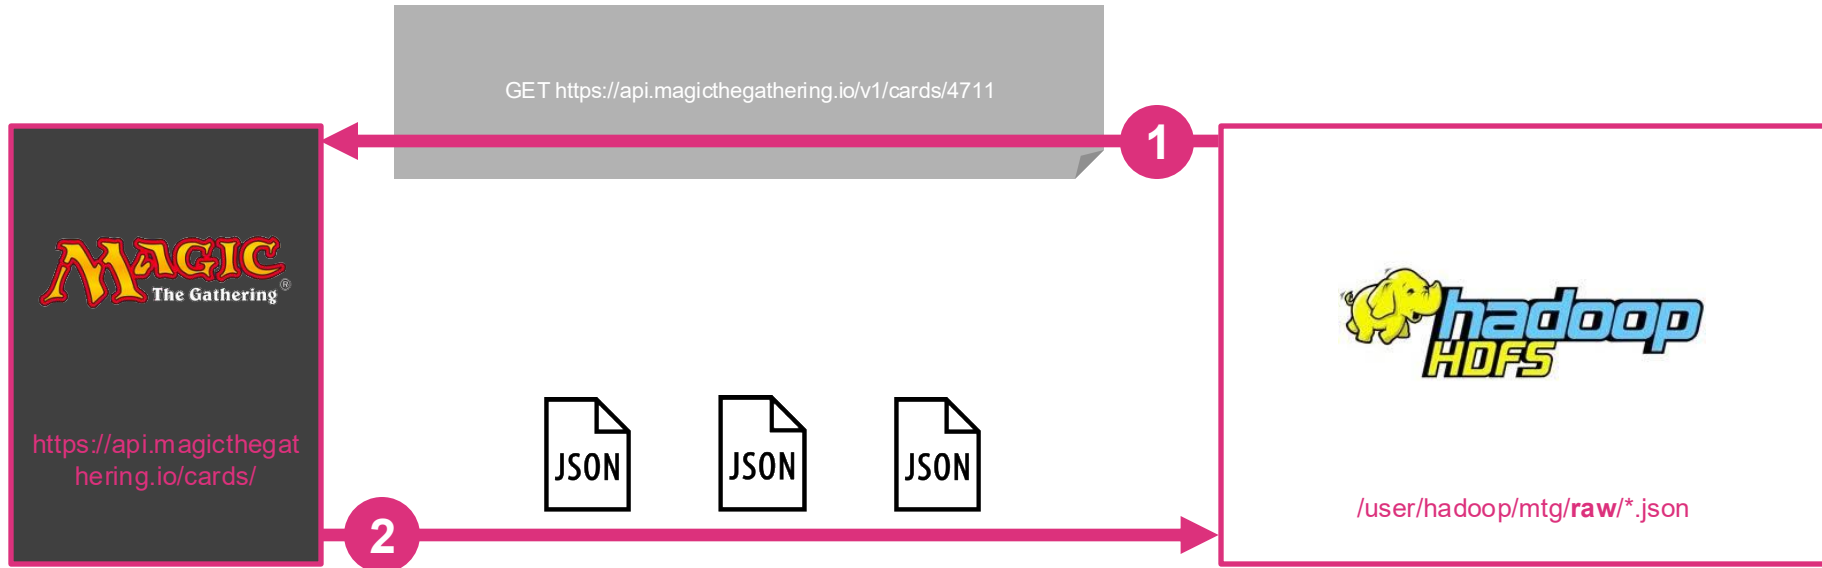 GET https://api.magicthegathering.io/v1/cards/4711
1
MAGIC
The Gathering®
hadoop
HDFS
JSON JSON JSON
https://api.magicthegat
hering.io/cards/
/user/hadoop/mtg/raw/*.json
2